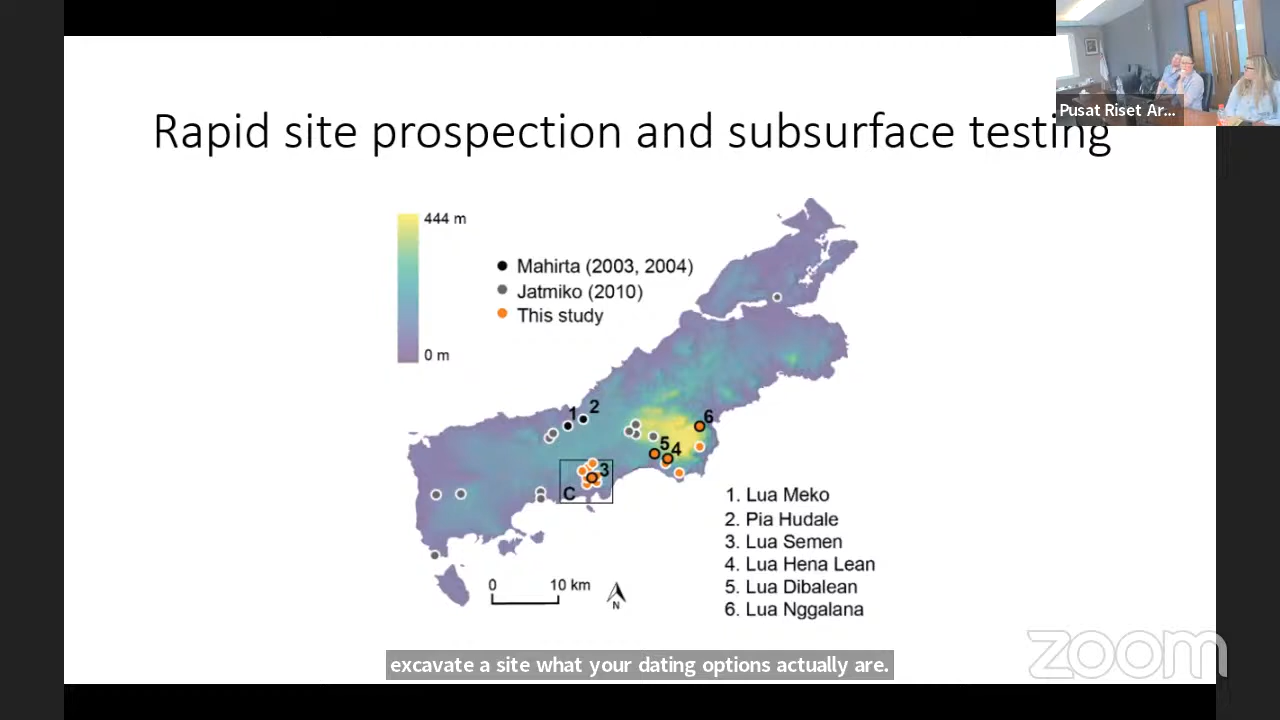 Pusat Riset Ar...
Rapid site prospection and subsurface testing
444 m
0 m
Mahirta (2003, 2004)
Jatmiko (2010)
This study
1
2
3
4
5
6
C
1. Lua Meko
2. Pia Hudale
3. Lua Semen
4. Lua Hena Lean
5. Lua Dibalean
6. Lua Nggalana
0 10 km
N
zoom
excavate a site what your dating options actually are.